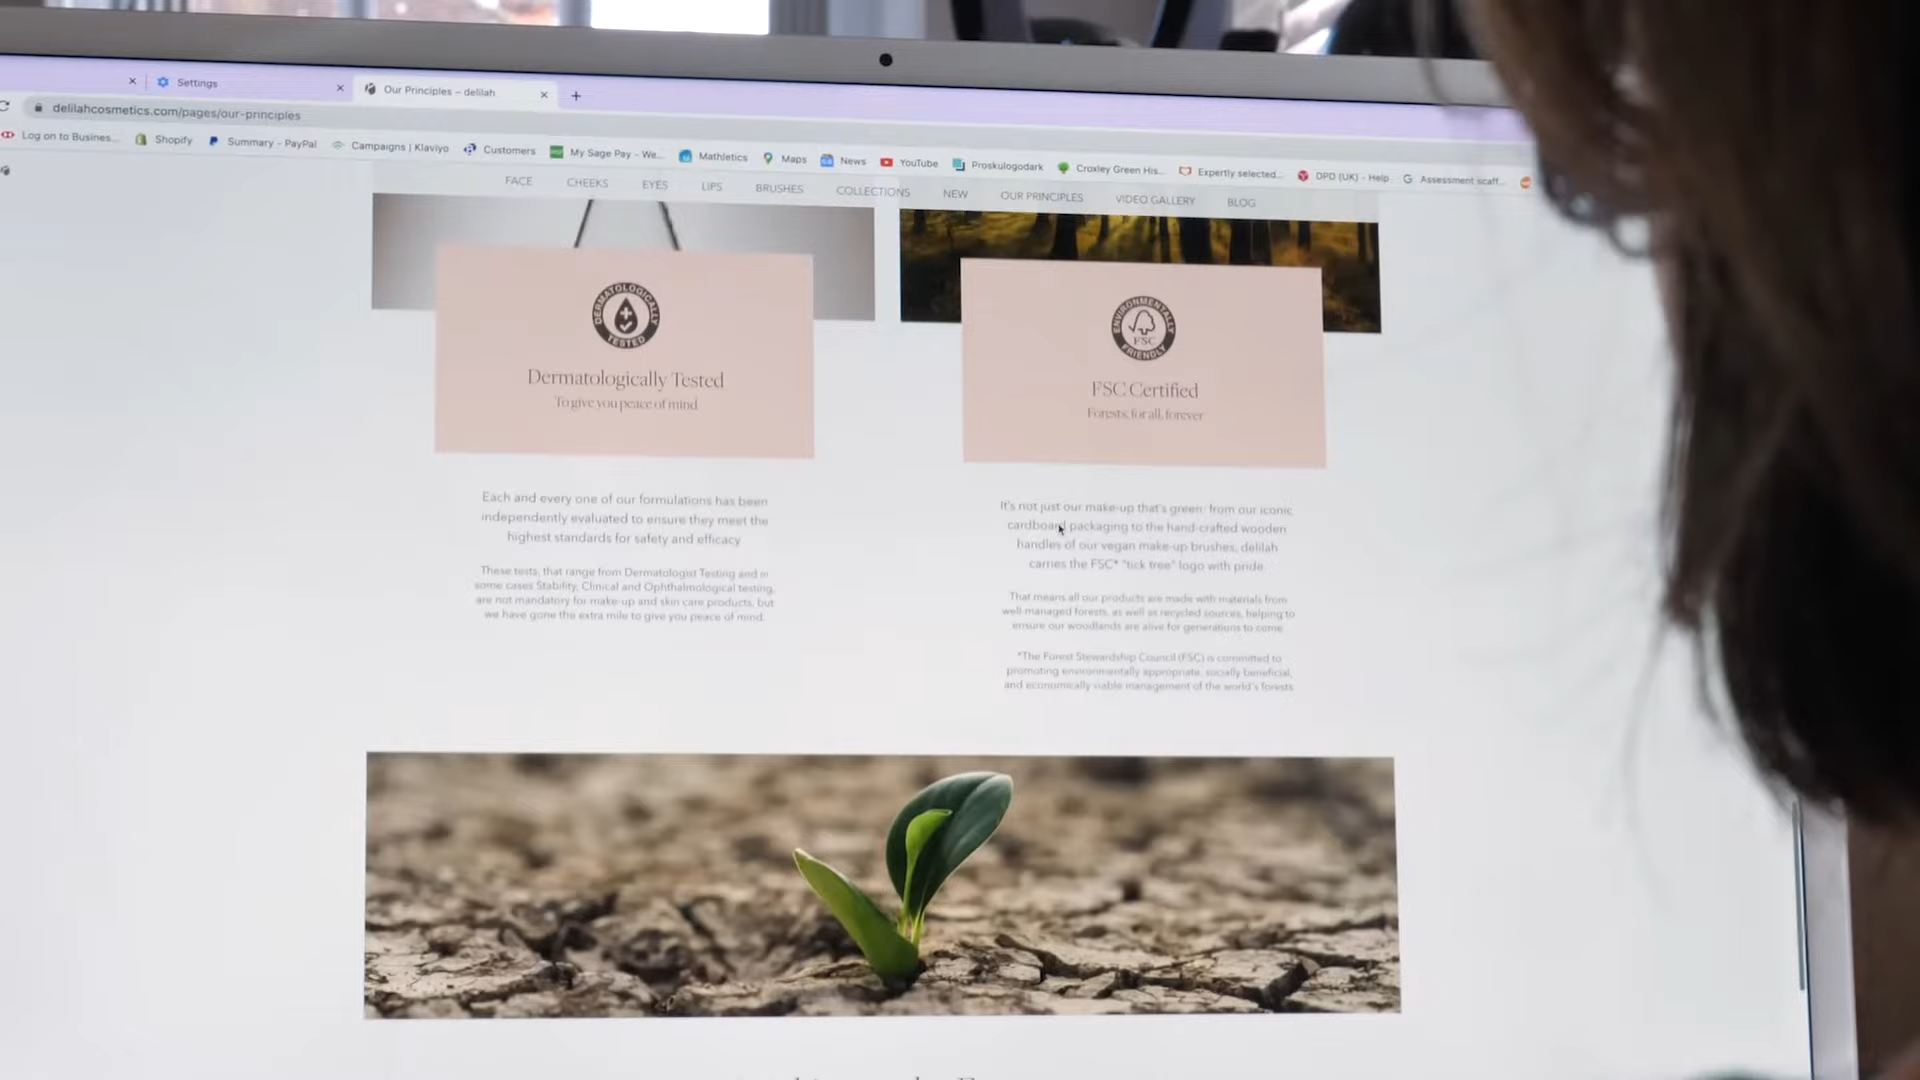 Settings
Our Principles – delilah
delilahcosmetics.com/pages/our-principles
Log on to Busines...
Shopify
Summary - PayPal
Campaigns | Klaviyo
Customers
My Sage Pay - We...
Mathletics
Maps
News
YouTube
Proskulogodark
Croxley Green His...
Expertly selected...
DPD (UK) - Help...
Assessment scaff...
FACE CHEEKS EYES LIPS BRUSHES COLLECTIONS NEW OUR PRINCIPLES VIDEO GALLERY BLOG
DERMATOLOGICALLY
TESTED
Dermatologically Tested
To give you peace of mind
Each and every one of our formulations has been
independently evaluated to ensure they meet the
highest standards for safety and efficacy
These tests, that range from Dermatologist Testing and in
some cases Stability, Clinical and Ophthalmological testing,
are not mandatory for make-up and skin care products, but
we have gone the extra mile to give you peace of mind.
ENVIRONMENTALLY
FSC
FRIENDLY
FSC Certified
Forests, for all, forever
It's not just our make-up that's green: from our iconic
cardboard packaging to the hand-crafted wooden
handles of our vegan make-up brushes, delilah
carries the FSC* "tick tree" logo with pride
That means all our products are made with materials from
well-managed forests, as well as recycled sources, helping to
ensure our woodlands are alive for generations to come
*The Forest Stewardship Council (FSC) is committed to
promoting environmentally appropriate, socially beneficial,
and economically viable management of the world's forests